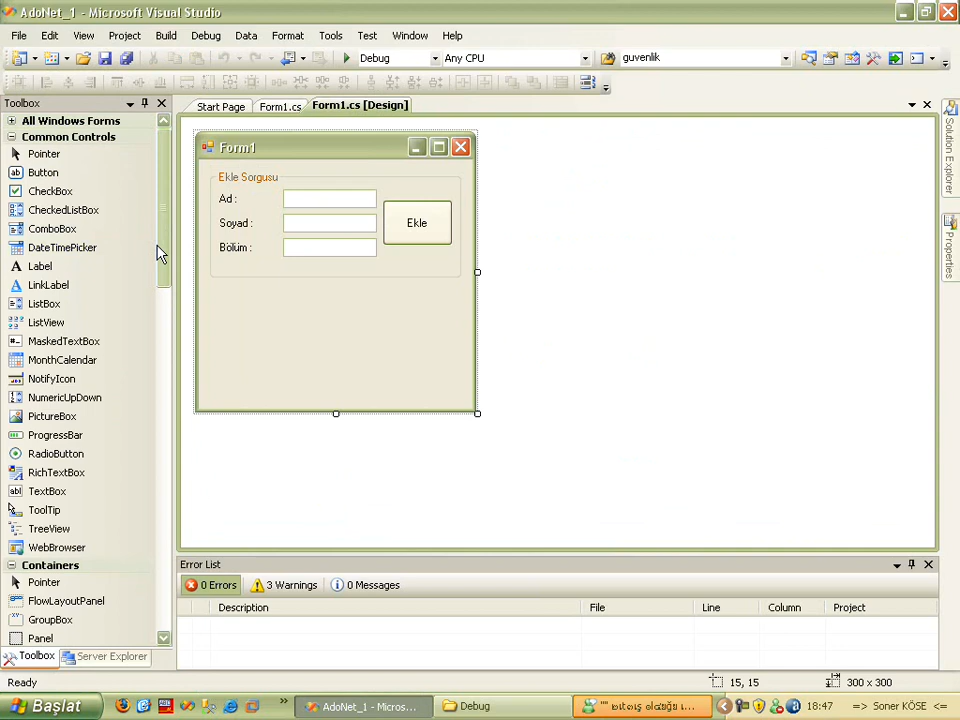 AdoNet_1 - Microsoft Visual Studio
File Edit View Project Build Debug Data Format Tools Test Window Help
Debug Any CPU guvenlik
Toolbox
Start Page Form1.cs Form1.cs [Design]
All Windows Forms
Common Controls
Pointer
Button
CheckBox
CheckedListBox
ComboBox
DateTimePicker
Label
LinkLabel
ListBox
ListView
MaskedTextBox
MonthCalendar
NotifyIcon
NumericUpDown
PictureBox
ProgressBar
RadioButton
RichTextBox
TextBox
ToolTip
TreeView
WebBrowser
Containers
Pointer
FlowLayoutPanel
GroupBox
Panel
Toolbox Server Explorer
Form1
Ekle Sorgusu
Ad :
Soyad :
Bölüm :
Ekle
Solution Explorer
Properties
Error List
0 Errors 3 Warnings 0 Messages
Description File Line Column Project
Ready 15, 15 300 x 300
Başlat AdoNet_1 - Micros... Debug 18:47 => Soner KÖSE <=